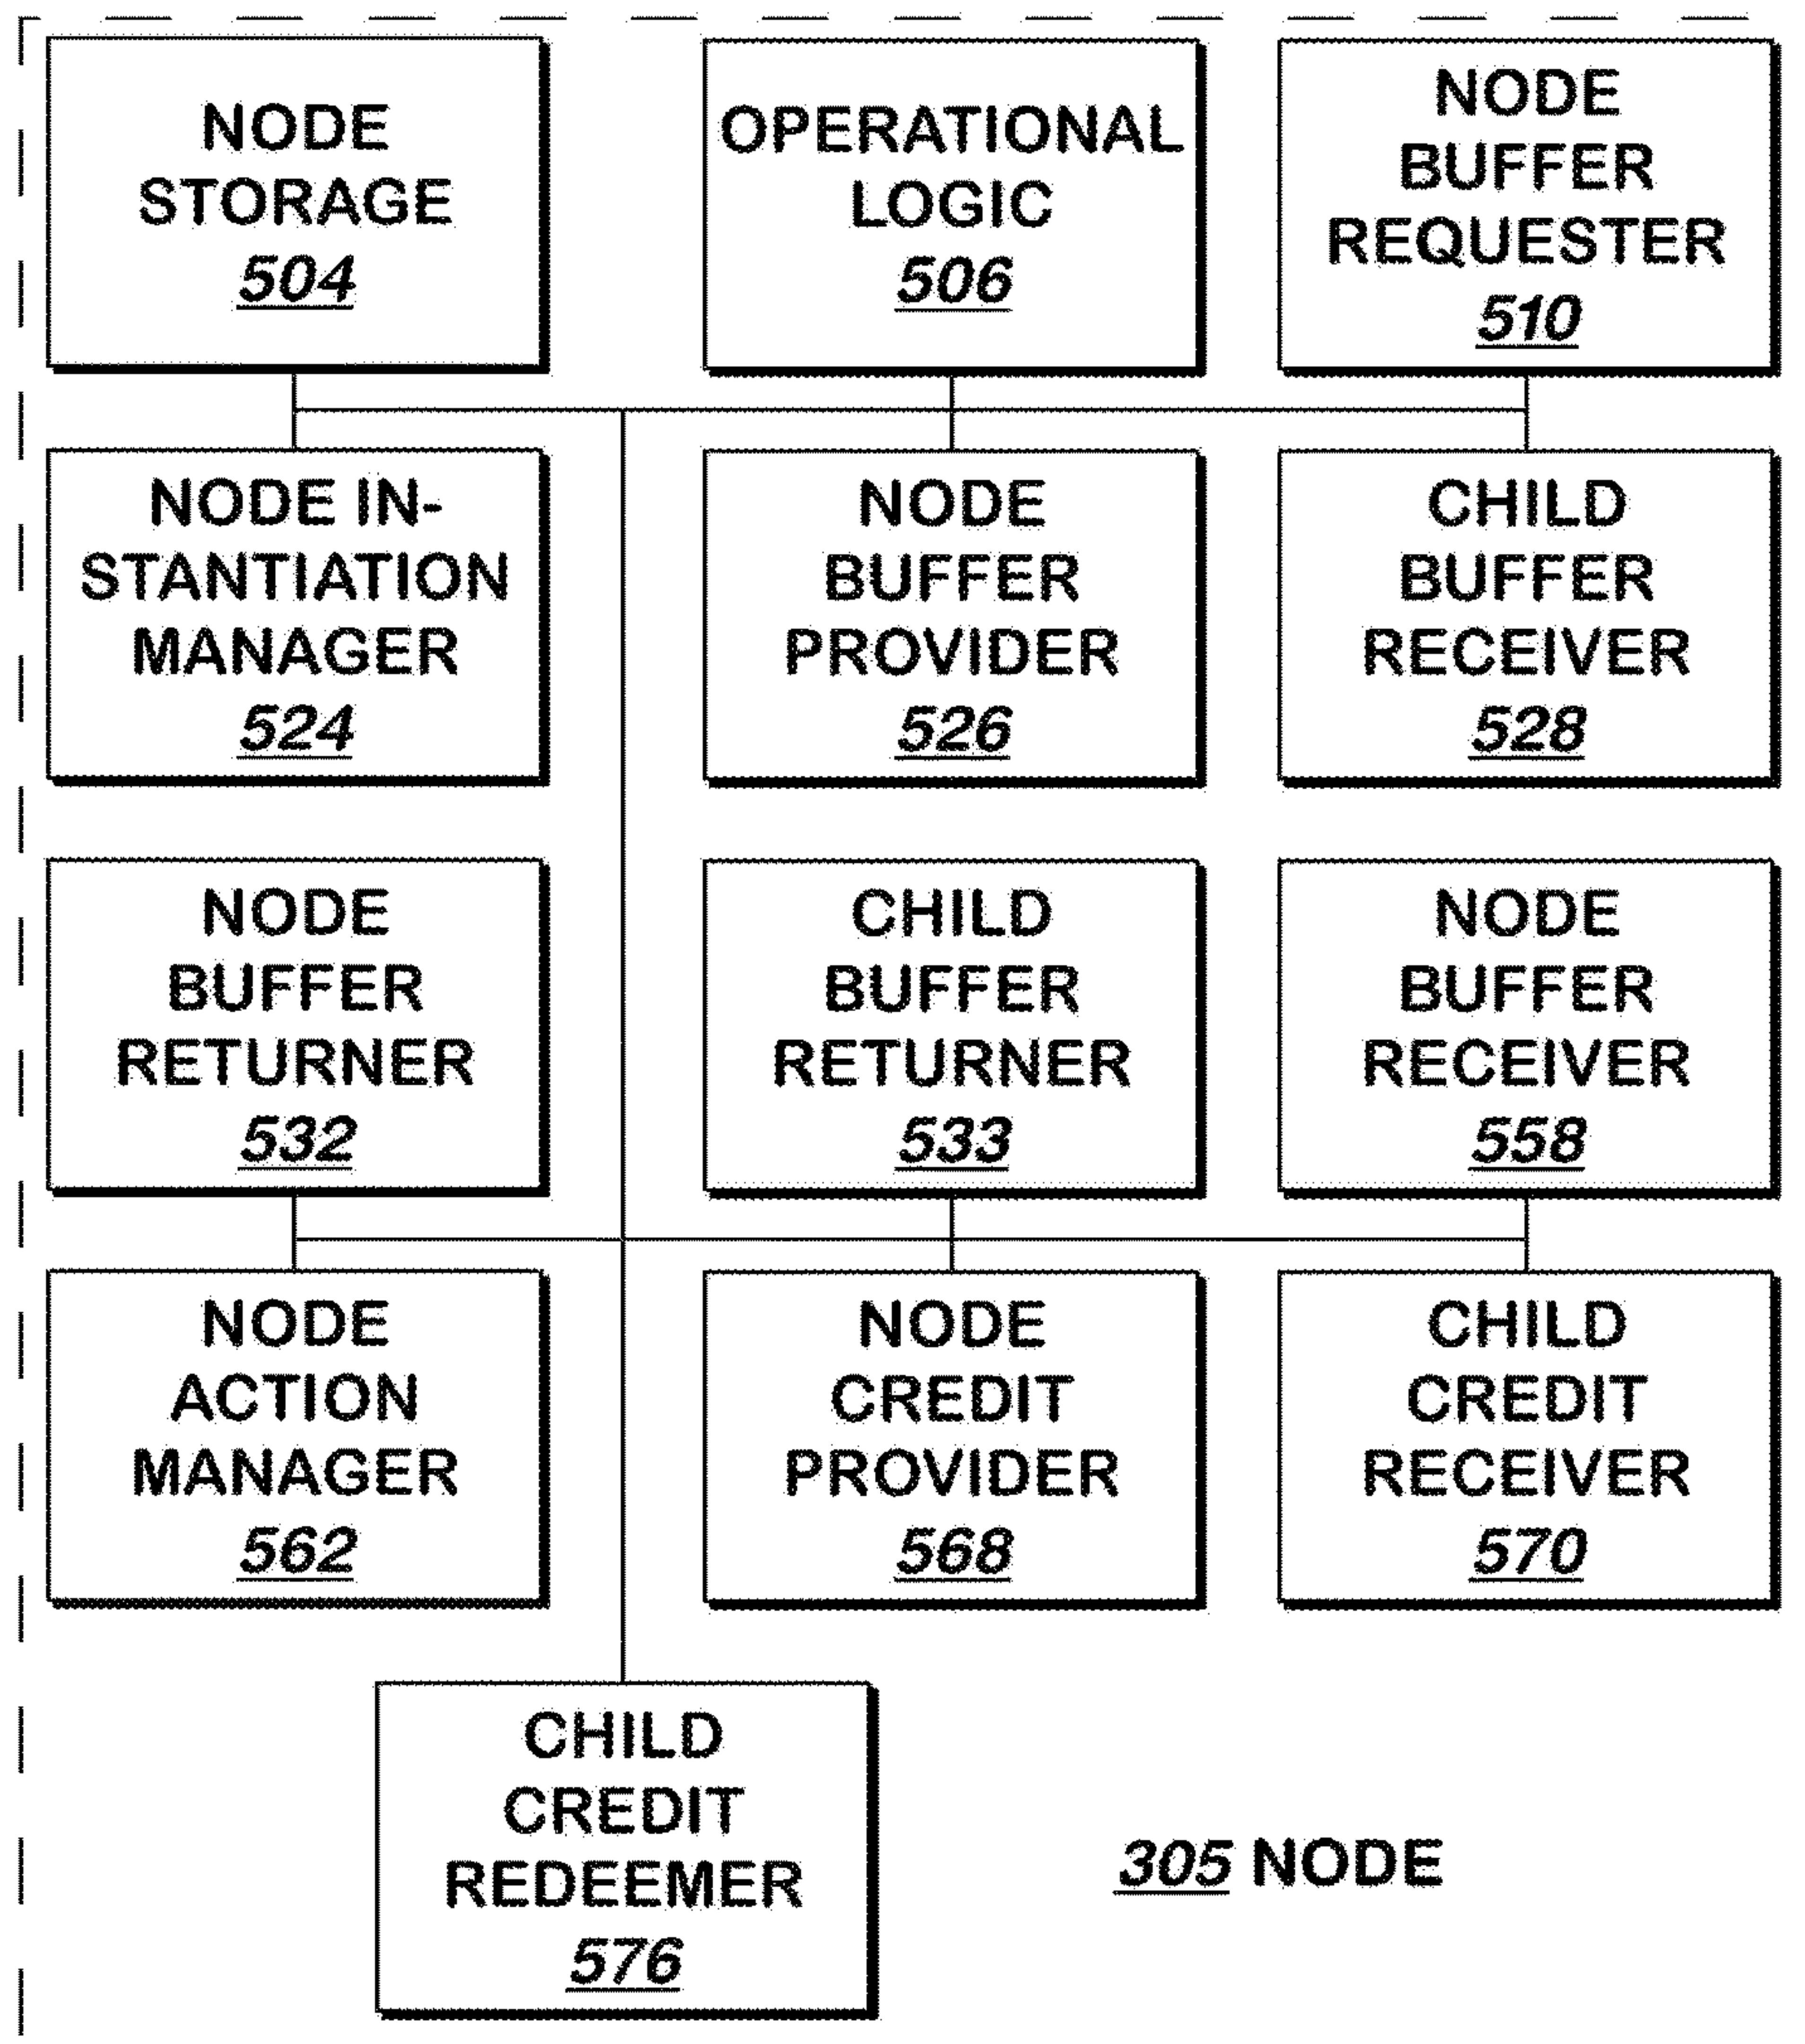 NODE
STORAGE
504
OPERATIONAL
LOGIC
506
NODE
BUFFER
REQUESTER
510
NODE IN-
STANTIATION
MANAGER
524
NODE
BUFFER
PROVIDER
526
CHILD
BUFFER
RECEIVER
528
NODE
BUFFER
RETURNER
532
CHILD
BUFFER
RETURNER
533
NODE
BUFFER
RECEIVER
558
NODE
ACTION
MANAGER
562
NODE
CREDIT
PROVIDER
568
CHILD
CREDIT
RECEIVER
570
CHILD
CREDIT
REDEEMER
576
305 NODE